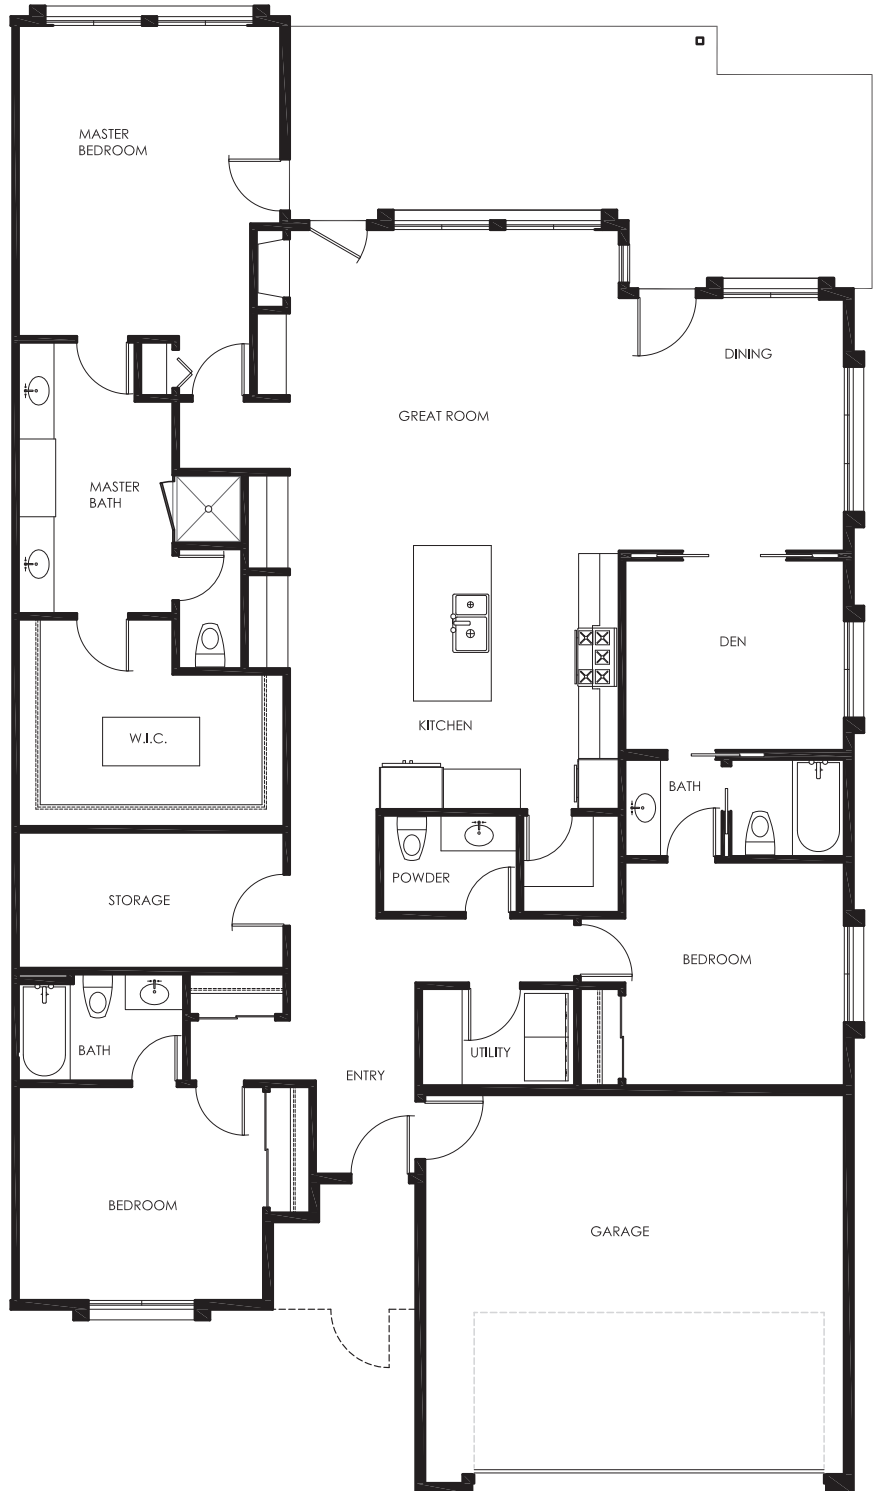 MASTER
BEDROOM
DINING
GREAT ROOM
MASTER
BATH
DEN
KITCHEN
W.I.C.
BATH
POWDER
STORAGE
BEDROOM
BATH
UTILITY
ENTRY
BEDROOM
GARAGE